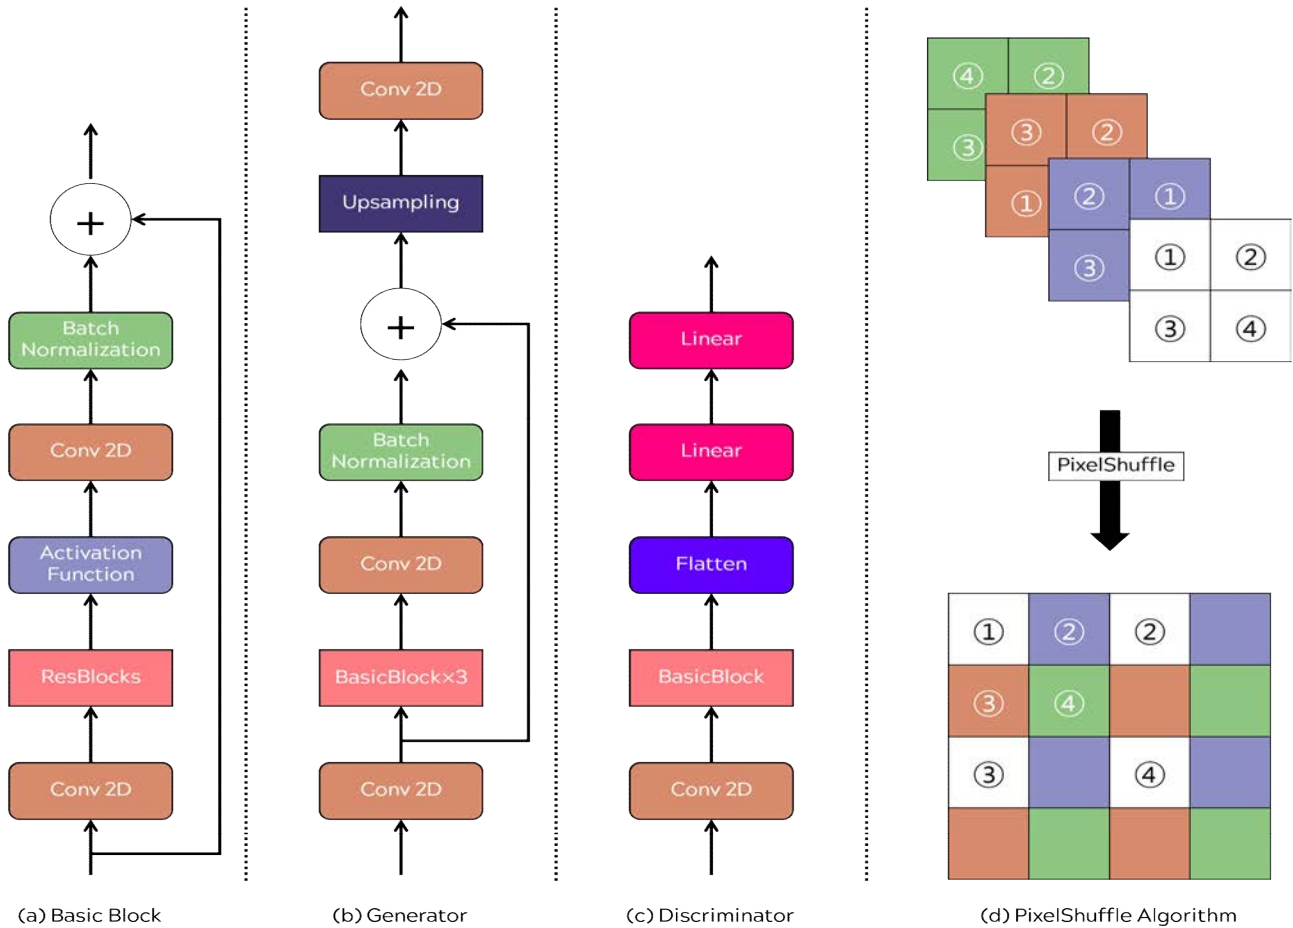 +
Batch
Normalization
Conv 2D
Activation
Function
ResBlocks
Conv 2D
(a) Basic Block
Conv 2D
Upsampling
+
Batch
Normalization
Conv 2D
BasicBlock×3
Conv 2D
(b) Generator
Linear
Linear
Flatten
BasicBlock
Conv 2D
(c) Discriminator
④ ②
③
③ ②
①
② ①
③
① ②
③ ④
PixelShuffle
① ② ②
③ ④
③ ④
(d) PixelShuffle Algorithm